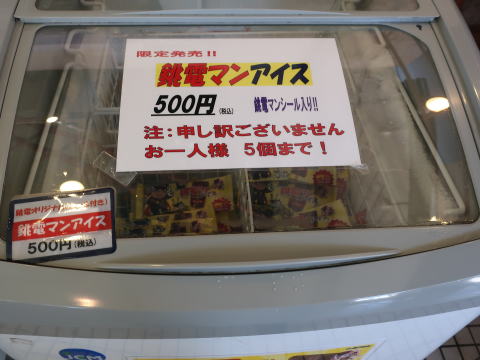 限定発売!!
銚電マンアイス
500円(税込) 銚電マンシール入り!!
注:申し訳ございません
お一人様 5個まで!
銚電マンアイス
500円(税込)
JCM